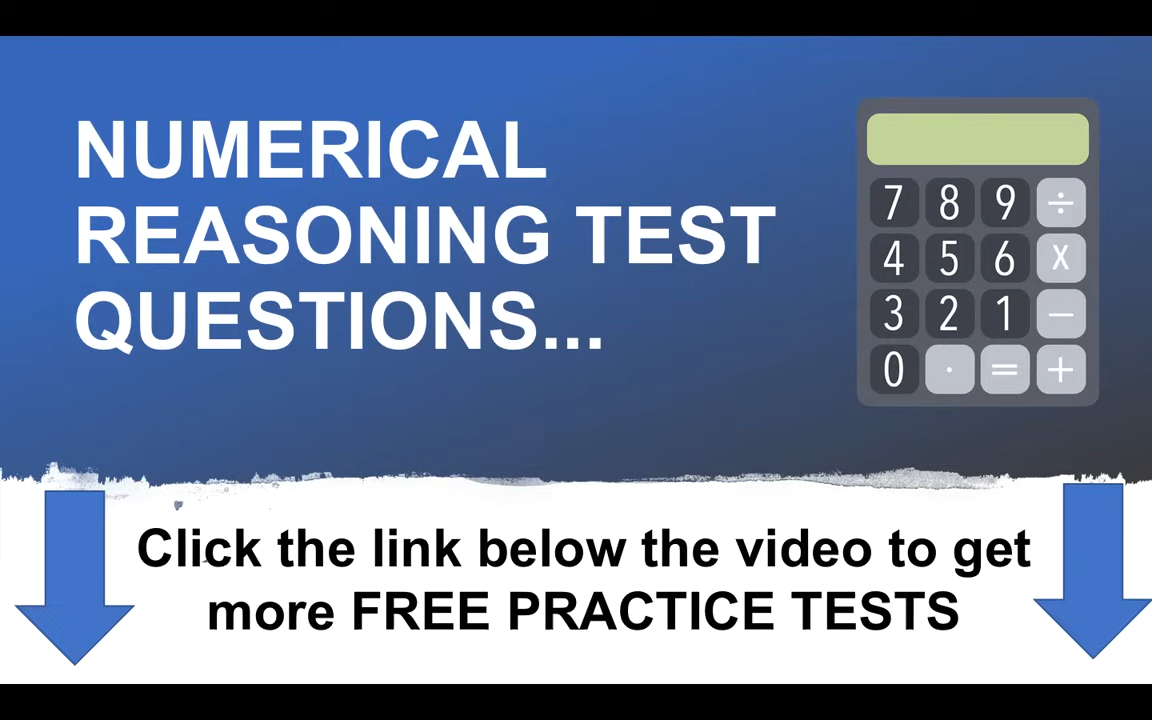 NUMERICAL
REASONING TEST
QUESTIONS...
7 8 9 ÷
4 5 6 x
3 2 1 −
0 · = +
Click the link below the video to get
more FREE PRACTICE TESTS